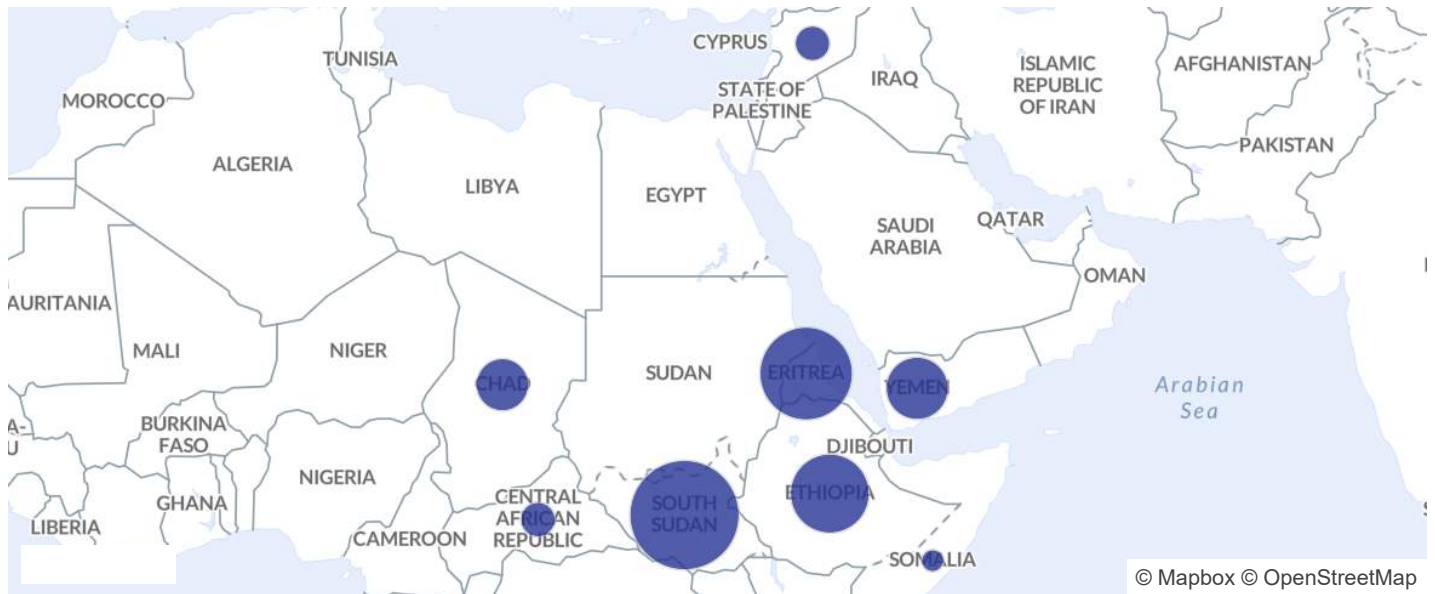 CYPRUS
TUNISIA
MOROCCO
STATE OF
PALESTINE
IRAQ
ISLAMIC
REPUBLIC
OF IRAN
AFGHANISTAN
PAKISTAN
ALGERIA
LIBYA
EGYPT
SAUDI
ARABIA
QATAR
OMAN
AURITANIA
MALI
NIGER
CHAD
SUDAN
ERITREA
YEMEN
Arabian
Sea
A-
U
BURKINA
FASO
NIGERIA
GHANA
LIBERIA
CAMEROON
CENTRAL
AFRICAN
REPUBLIC
SOUTH
SUDAN
DJIBOUTI
ETHIOPIA
SOMALIA
© Mapbox © OpenStreetMap